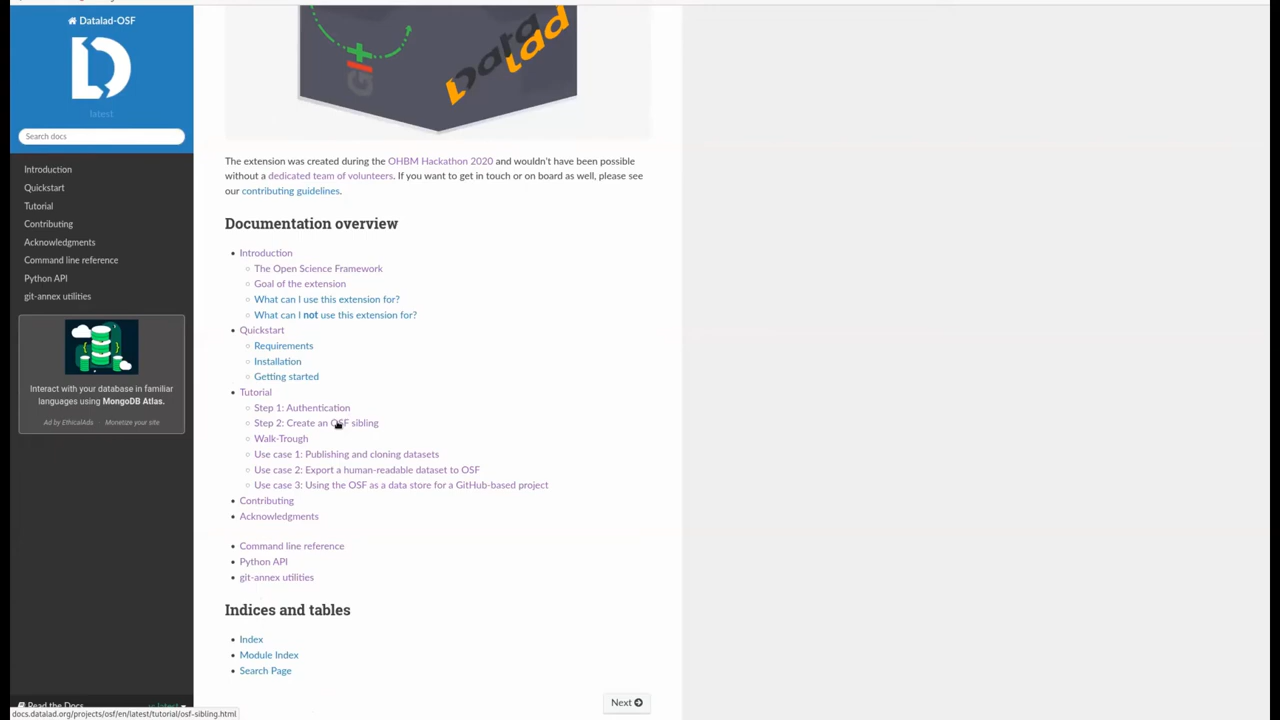 Datalad-OSF
latest
Search docs
Introduction
Quickstart
Tutorial
Contributing
Acknowledgments
Command line reference
Python API
git-annex utilities
Interact with your database in familiar
languages using MongoDB Atlas.
Ad by EthicalAds Monetize your site
Read the Docs v: latest
docs.datalad.org/projects/osf/en/latest/tutorial/osf-sibling.html
GIT
Data
lad
The extension was created during the OHBM Hackathon 2020 and wouldn't have been possible
without a dedicated team of volunteers. If you want to get in touch or on board as well, please see
our contributing guidelines.
Documentation overview
Introduction
The Open Science Framework
Goal of the extension
What can I use this extension for?
What can I not use this extension for?
Quickstart
Requirements
Installation
Getting started
Tutorial
Step 1: Authentication
Step 2: Create an OSF sibling
Walk-Trough
Use case 1: Publishing and cloning datasets
Use case 2: Export a human-readable dataset to OSF
Use case 3: Using the OSF as a data store for a GitHub-based project
Contributing
Acknowledgments
Command line reference
Python API
git-annex utilities
Indices and tables
Index
Module Index
Search Page
Next